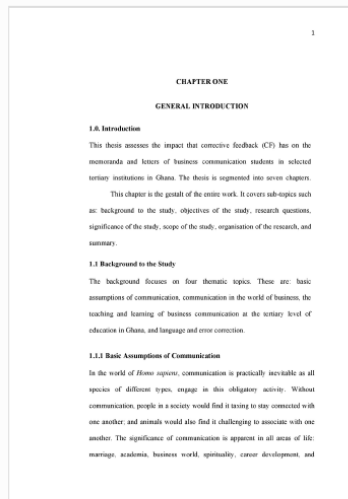 1
CHAPTER ONE
GENERAL INTRODUCTION
1.0. Introduction
This thesis assesses the impact that corrective feedback (CF) has on the
memoranda and letters of business communication students in selected
tertiary institutions in Ghana. The thesis is segmented into seven chapters.
This chapter is the gestalt of the entire work. It covers sub-topics such
as: background to the study, objectives of the study, research questions,
significance of the study, scope of the study, organisation of the research, and
summary.
1.1 Background to the Study
The background focuses on four thematic topics. These are: basic
assumptions of communication, communication in the world of business, the
teaching and learning of business communication at the tertiary level of
education in Ghana, and language and error correction.
1.1.1 Basic Assumptions of Communication
In the world of Homo sapiens, communication is practically inevitable as all
species of different types, engage in this obligatory activity. Without
communication, people in a society would find it taxing to stay connected with
one another; and animals would also find it challenging to associate with one
another. The significance of communication is apparent in all areas of life:
marriage, academia, business world, spirituality, career development, and